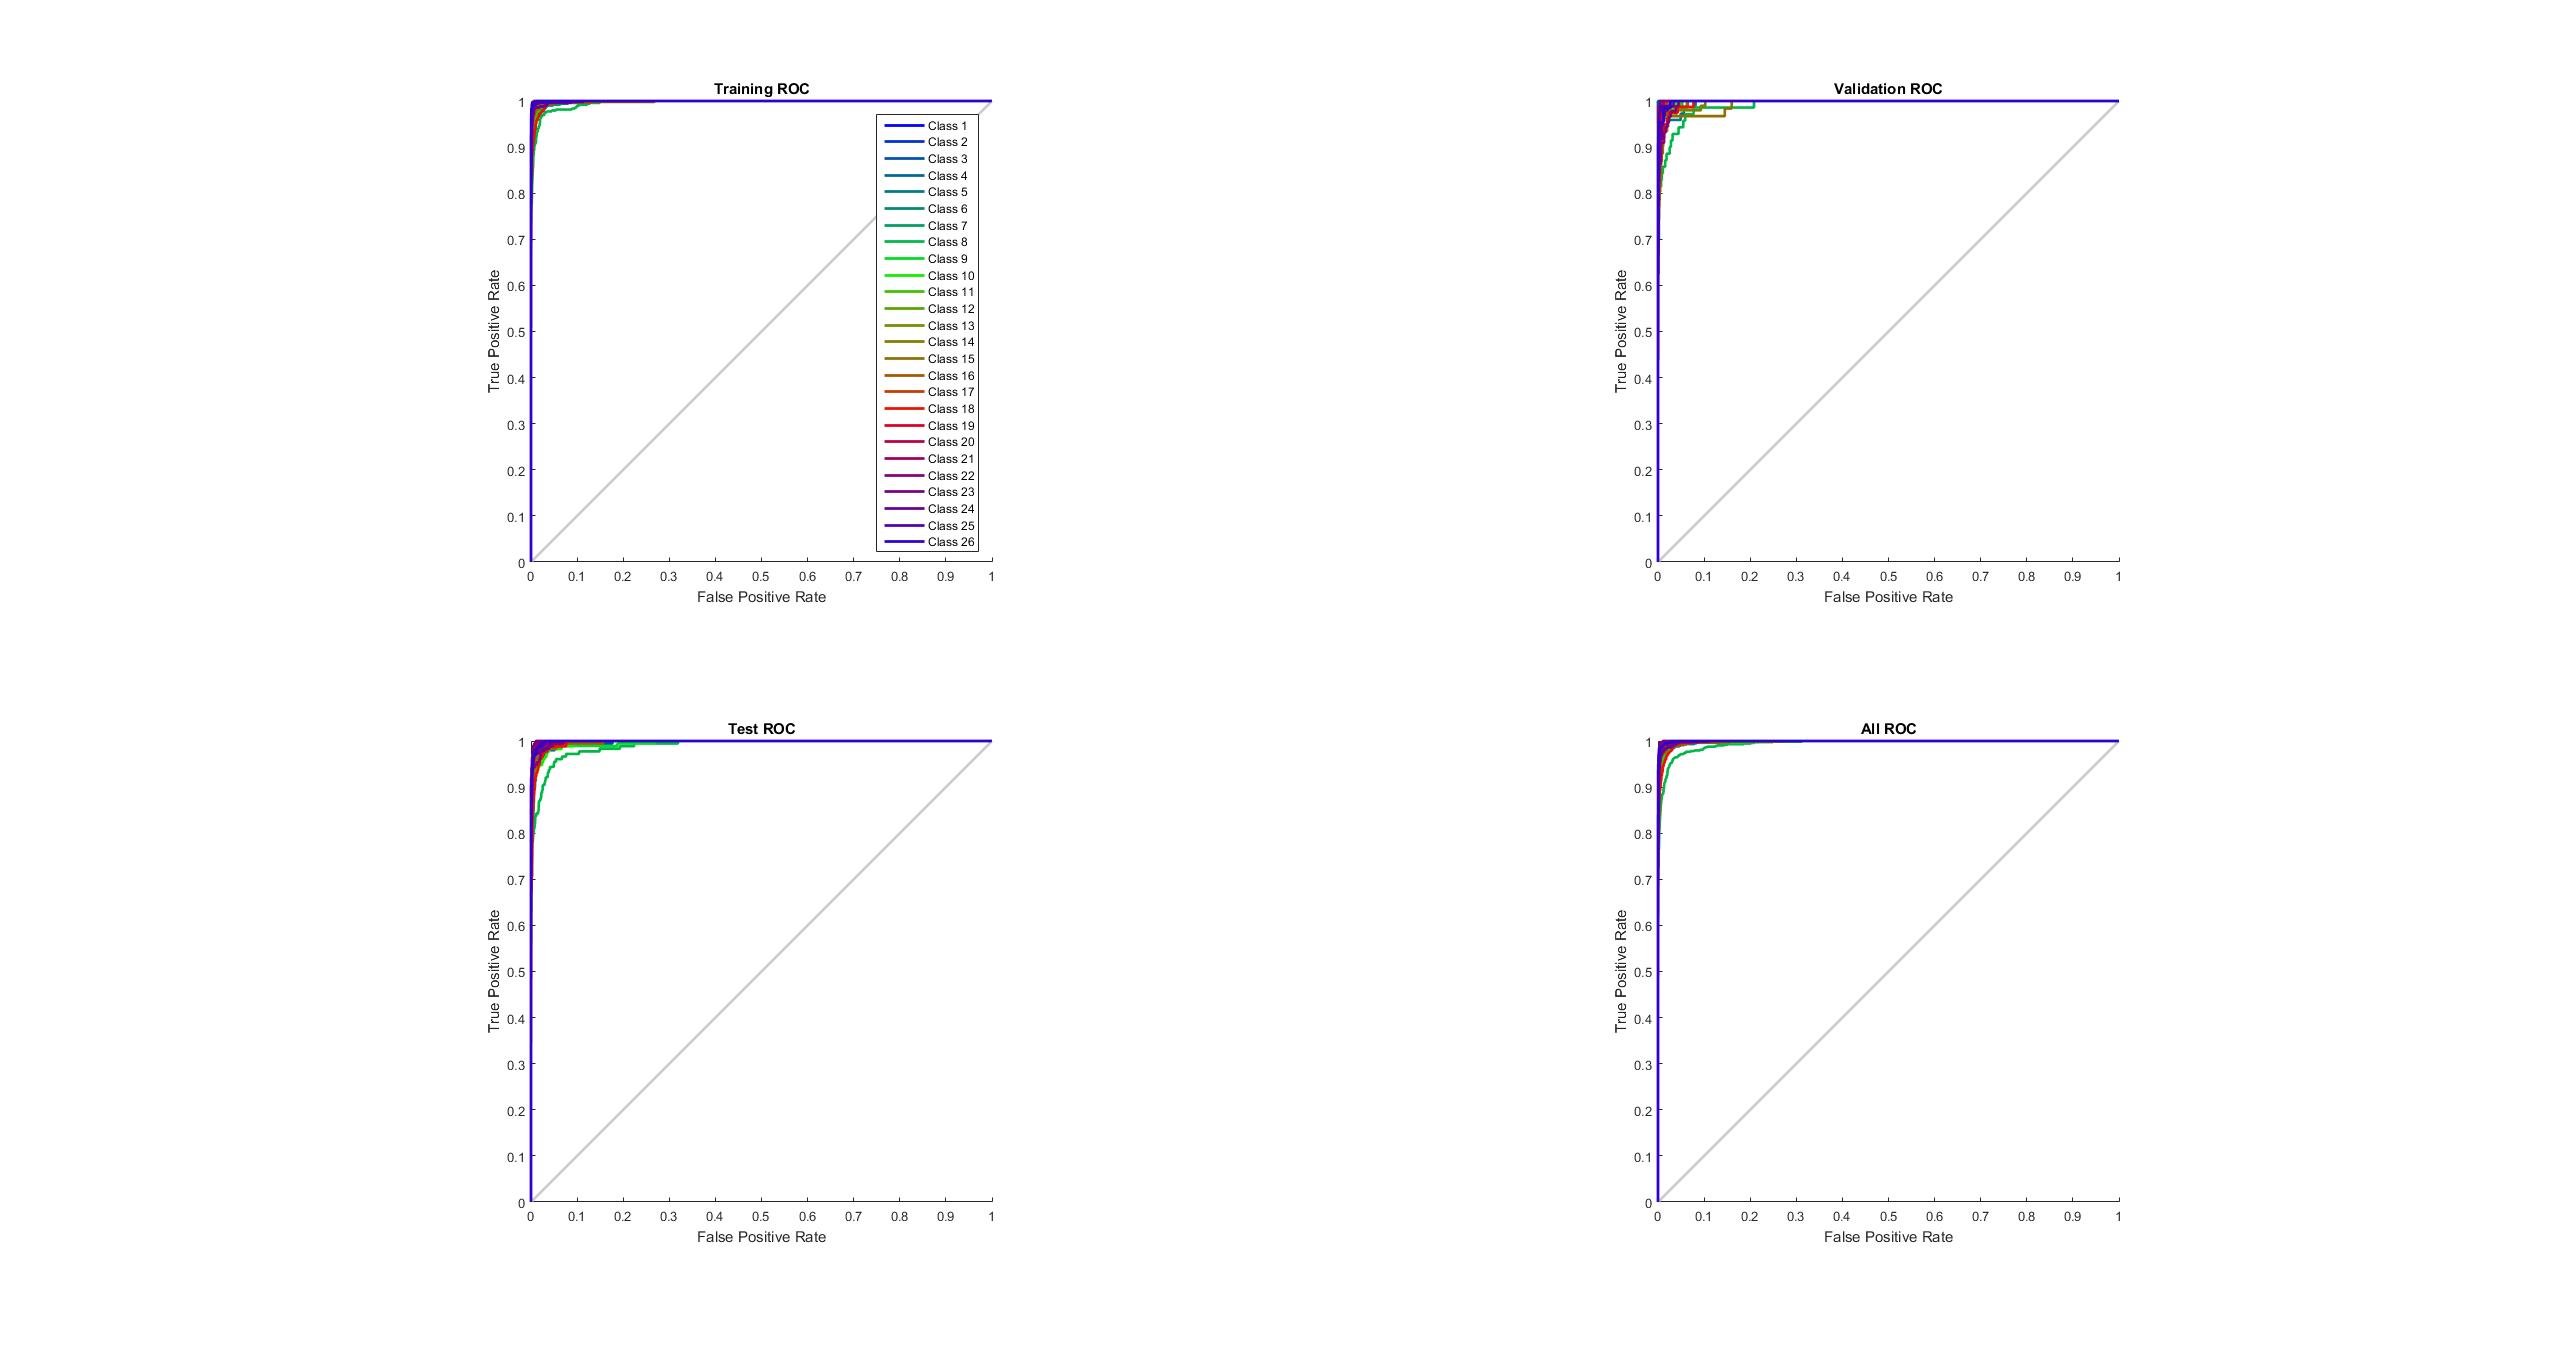 Training ROC
1
0.9
0.8
0.7
0.6
0.5
0.4
0.3
0.2
0.1
0
True Positive Rate
Class 1
Class 2
Class 3
Class 4
Class 5
Class 6
Class 7
Class 8
Class 9
Class 10
Class 11
Class 12
Class 13
Class 14
Class 15
Class 16
Class 17
Class 18
Class 19
Class 20
Class 21
Class 22
Class 23
Class 24
Class 25
Class 26
0 0.1 0.2 0.3 0.4 0.5 0.6 0.7 0.8 0.9 1
False Positive Rate
Validation ROC
1
0.9
0.8
0.7
0.6
0.5
0.4
0.3
0.2
0.1
0
True Positive Rate
0 0.1 0.2 0.3 0.4 0.5 0.6 0.7 0.8 0.9 1
False Positive Rate
Test ROC
1
0.9
0.8
0.7
0.6
0.5
0.4
0.3
0.2
0.1
0
True Positive Rate
0 0.1 0.2 0.3 0.4 0.5 0.6 0.7 0.8 0.9 1
False Positive Rate
All ROC
1
0.9
0.8
0.7
0.6
0.5
0.4
0.3
0.2
0.1
0
True Positive Rate
0 0.1 0.2 0.3 0.4 0.5 0.6 0.7 0.8 0.9 1
False Positive Rate